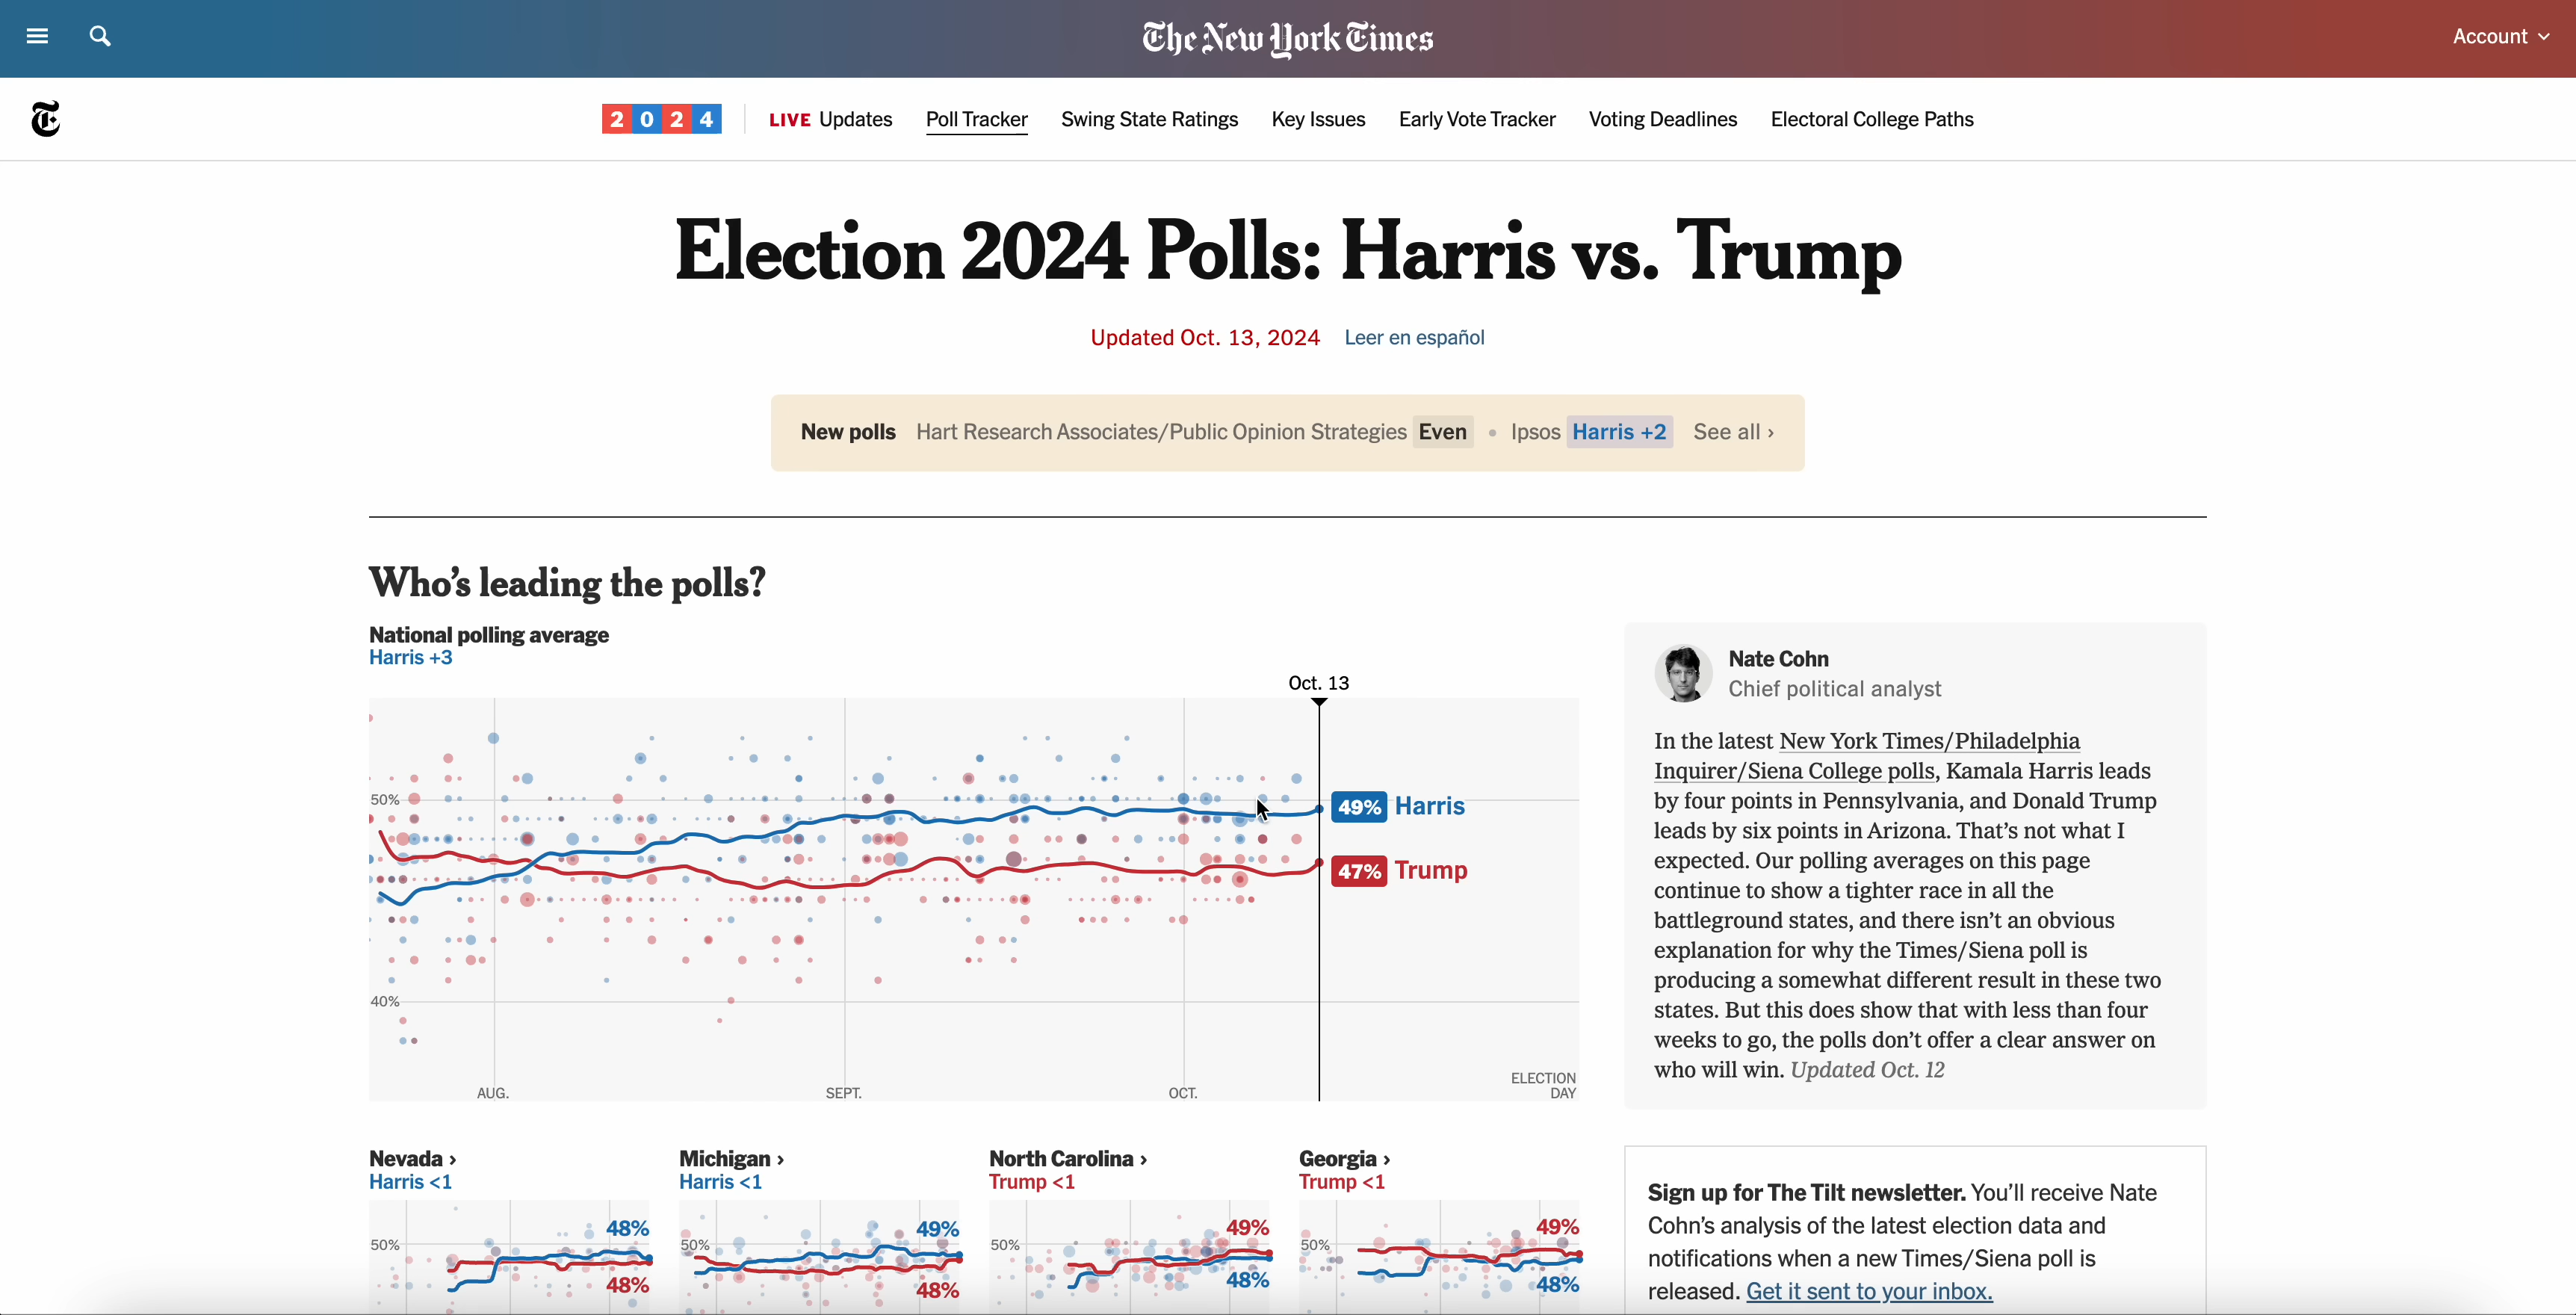 The New York Times
Account
2024
LIVE Updates
Poll Tracker
Swing State Ratings
Key Issues
Early Vote Tracker
Voting Deadlines
Electoral College Paths
Election 2024 Polls: Harris vs. Trump
Updated Oct. 13, 2024 Leer en español
New polls Hart Research Associates/Public Opinion Strategies Even • Ipsos Harris +2 See all ›
Who’s leading the polls?
National polling average
Harris +3
Oct. 13
50%
40%
49% Harris
47% Trump
AUG.
SEPT.
OCT.
ELECTION
DAY
Nate Cohn
Chief political analyst
In the latest New York Times/Philadelphia
Inquirer/Siena College polls, Kamala Harris leads
by four points in Pennsylvania, and Donald Trump
leads by six points in Arizona. That’s not what I
expected. Our polling averages on this page
continue to show a tighter race in all the
battleground states, and there isn’t an obvious
explanation for why the Times/Siena poll is
producing a somewhat different result in these two
states. But this does show that with less than four
weeks to go, the polls don’t offer a clear answer on
who will win. Updated Oct. 12
Nevada ›
Harris <1
50%
48%
48%
Michigan ›
Harris <1
50%
49%
48%
North Carolina ›
Trump <1
50%
49%
48%
Georgia ›
Trump <1
50%
49%
48%
Sign up for The Tilt newsletter. You’ll receive Nate
Cohn’s analysis of the latest election data and
notifications when a new Times/Siena poll is
released. Get it sent to your inbox.